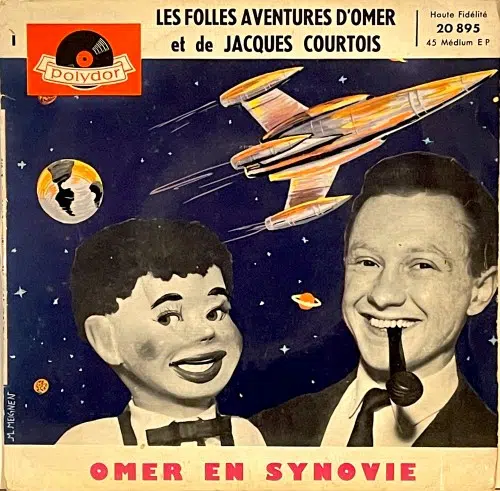 LES FOLLES AVENTURES D'OMER
et de JACQUES COURTOIS
Haute Fidélité
20 895
45 Médium E P
1
polydor
M. MEIGNEN
OMER EN SYNOVIE